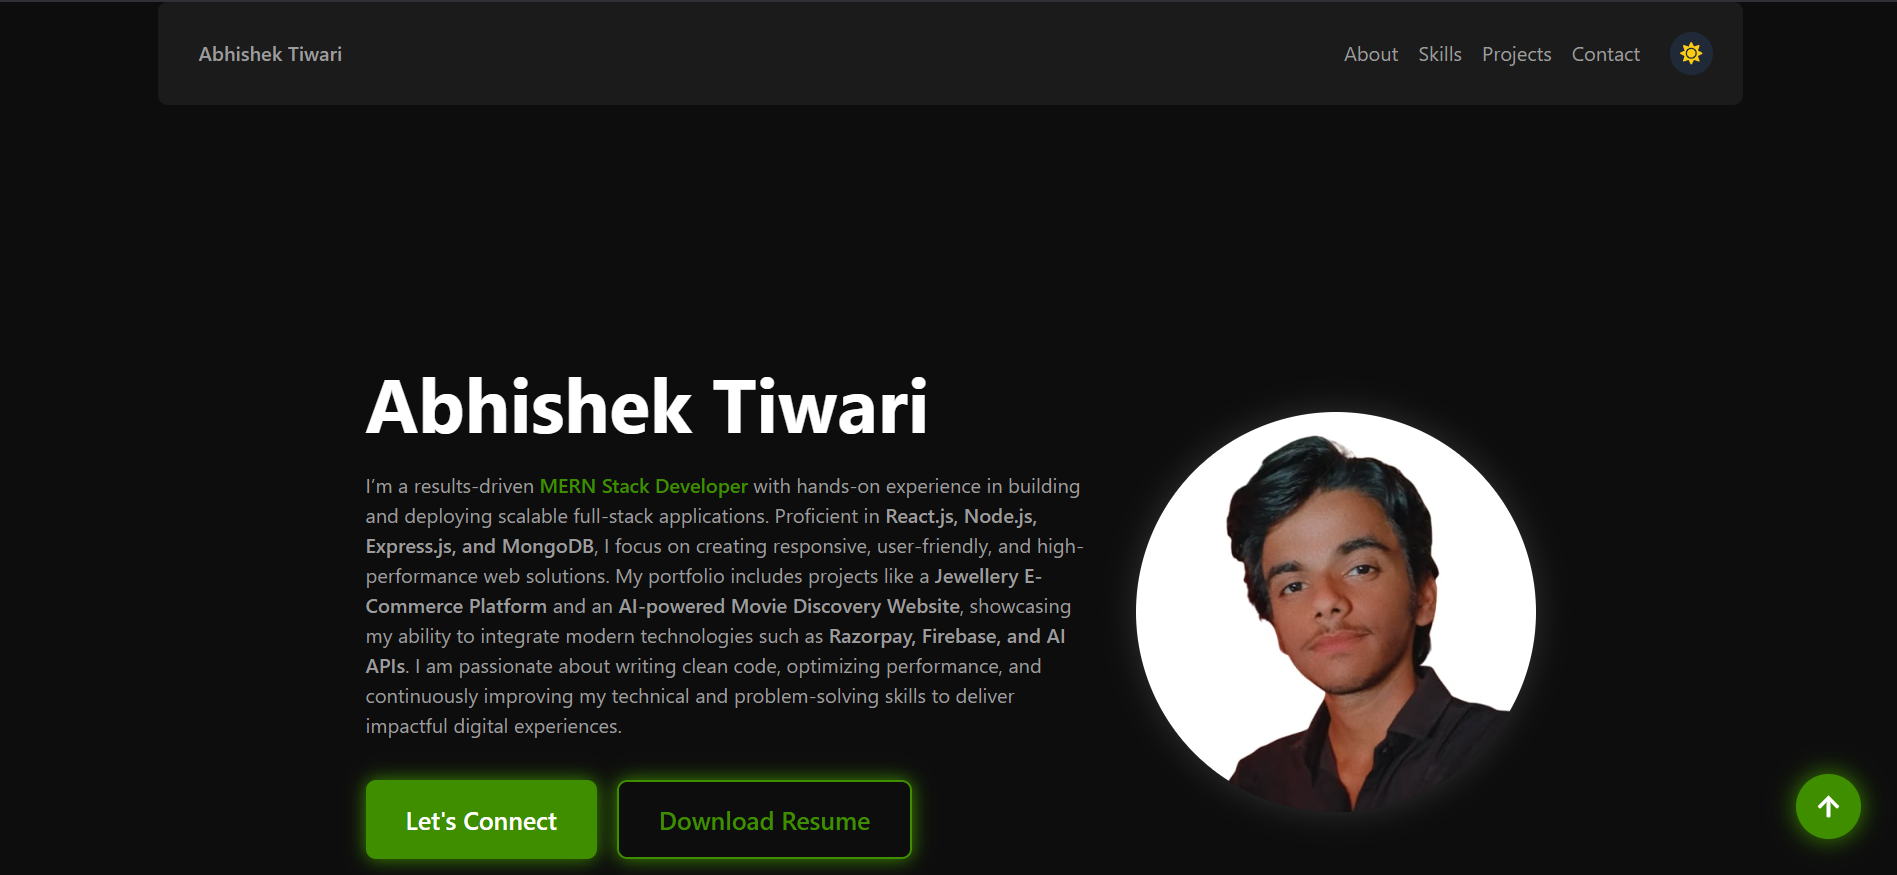 Abhishek Tiwari
About Skills Projects Contact
Abhishek Tiwari
I’m a results-driven MERN Stack Developer with hands-on experience in building
and deploying scalable full-stack applications. Proficient in React.js, Node.js,
Express.js, and MongoDB, I focus on creating responsive, user-friendly, and high-
performance web solutions. My portfolio includes projects like a Jewellery E-
Commerce Platform and an AI-powered Movie Discovery Website, showcasing
my ability to integrate modern technologies such as Razorpay, Firebase, and AI
APIs. I am passionate about writing clean code, optimizing performance, and
continuously improving my technical and problem-solving skills to deliver
impactful digital experiences.
Let's Connect
Download Resume